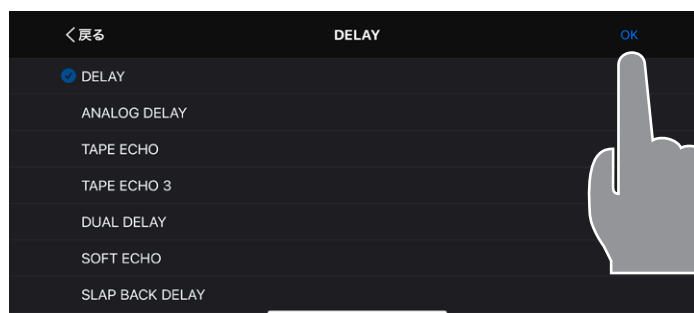 戻る DELAY OK
DELAY
ANALOG DELAY
TAPE ECHO
TAPE ECHO 3
DUAL DELAY
SOFT ECHO
SLAP BACK DELAY